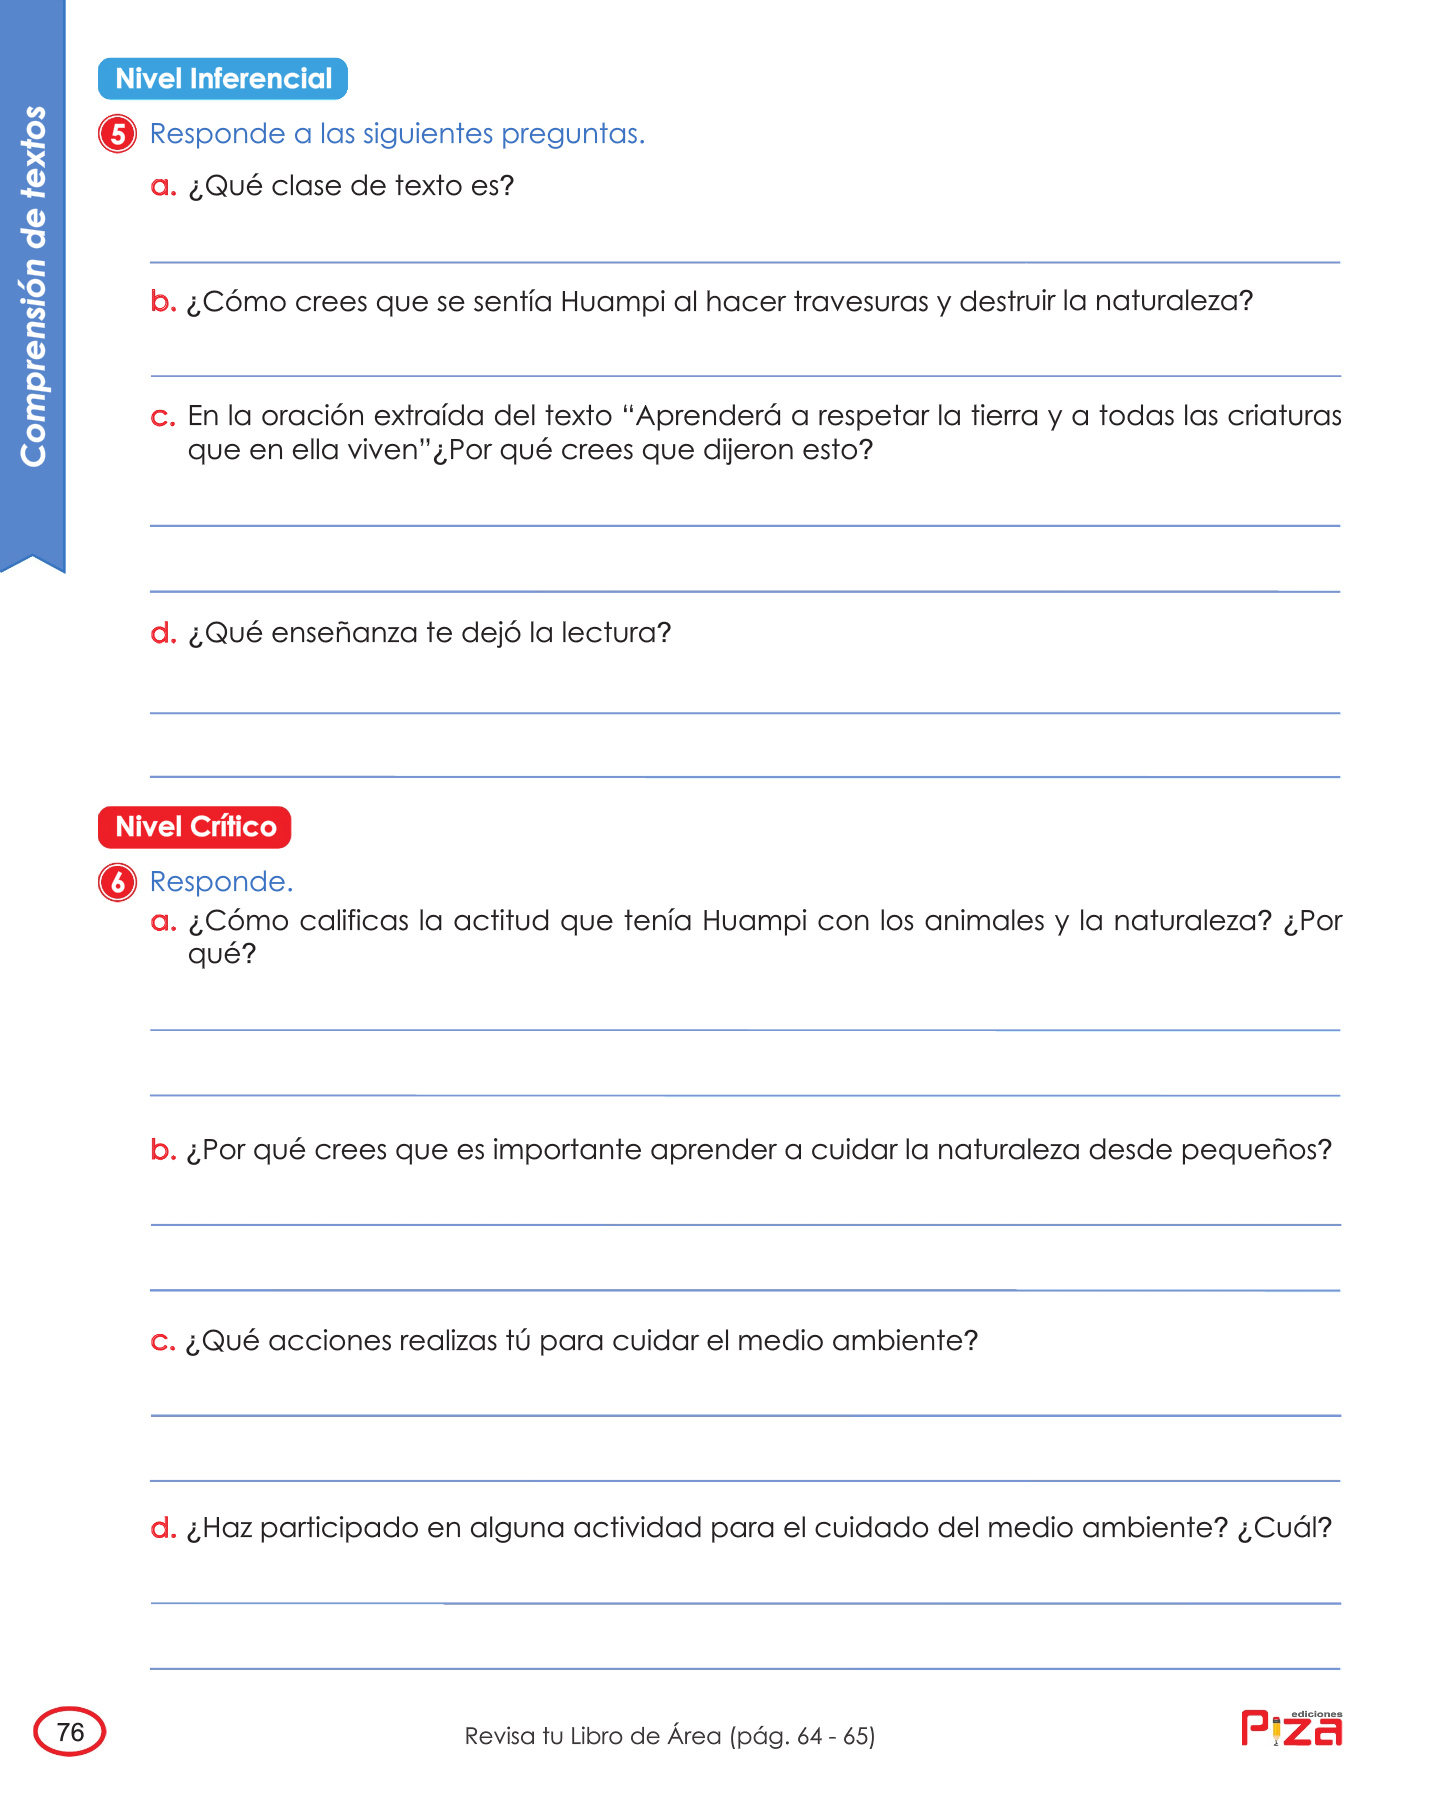 Comprensión de textos
Nivel Inferencial
5 Responde a las siguientes preguntas.
a. ¿Qué clase de texto es?
b. ¿Cómo crees que se sentía Huampi al hacer travesuras y destruir la naturaleza?
c. En la oración extraída del texto “Aprenderá a respetar la tierra y a todas las criaturas
que en ella viven”¿Por qué crees que dijeron esto?
d. ¿Qué enseñanza te dejó la lectura?
Nivel Crítico
6 Responde.
a. ¿Cómo calificas la actitud que tenía Huampi con los animales y la naturaleza? ¿Por
qué?
b. ¿Por qué crees que es importante aprender a cuidar la naturaleza desde pequeños?
c. ¿Qué acciones realizas tú para cuidar el medio ambiente?
d. ¿Haz participado en alguna actividad para el cuidado del medio ambiente? ¿Cuál?
76
Revisa tu Libro de Área (pág. 64 - 65)
ediciones
PIZA